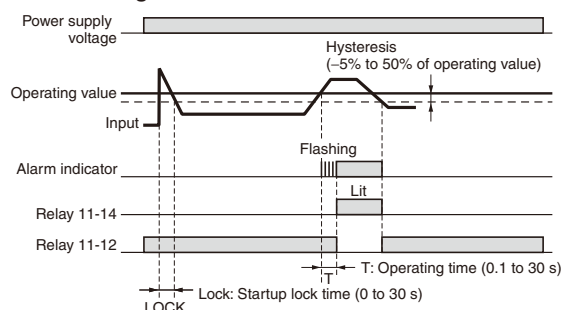 Power supply
voltage
Hysteresis
(−5% to 50% of operating value)
Operating value
Input
Flashing
Alarm indicator
Lit
Relay 11-14
Relay 11-12
T
T: Operating time (0.1 to 30 s)
Lock: Startup lock time (0 to 30 s)
LOCK